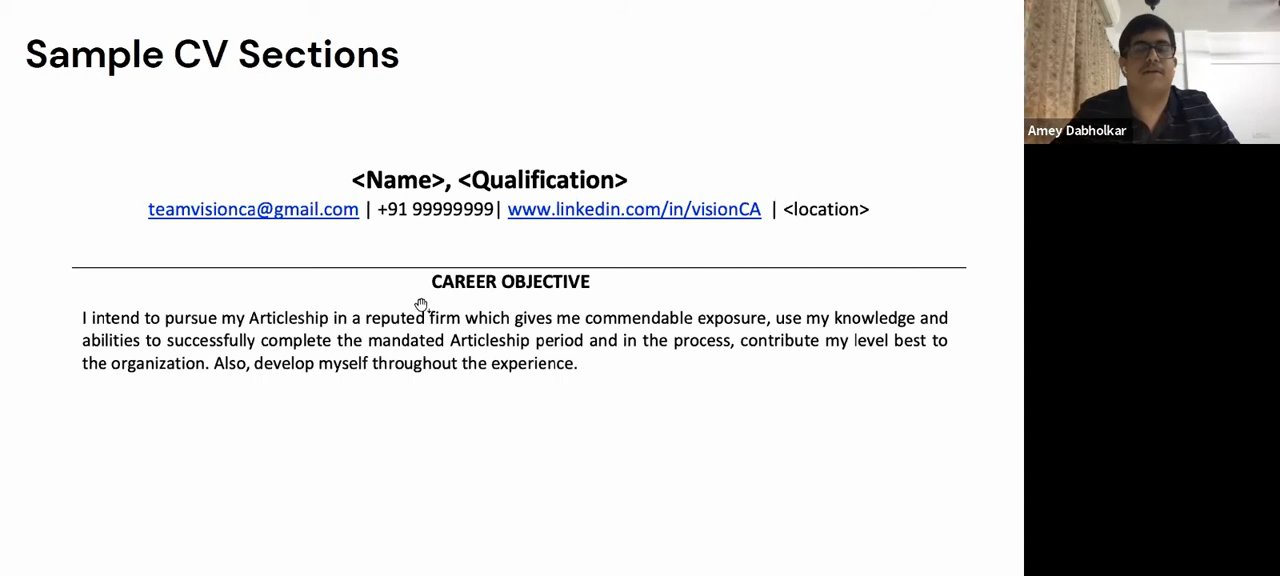 Sample CV Sections
Amey Dabholkar
<Name>, <Qualification>
teamvisionca@gmail.com | +91 99999999| www.linkedin.com/in/visionCA | <location>
CAREER OBJECTIVE
I intend to pursue my Articleship in a reputed firm which gives me commendable exposure, use my knowledge and
abilities to successfully complete the mandated Articleship period and in the process, contribute my level best to
the organization. Also, develop myself throughout the experience.